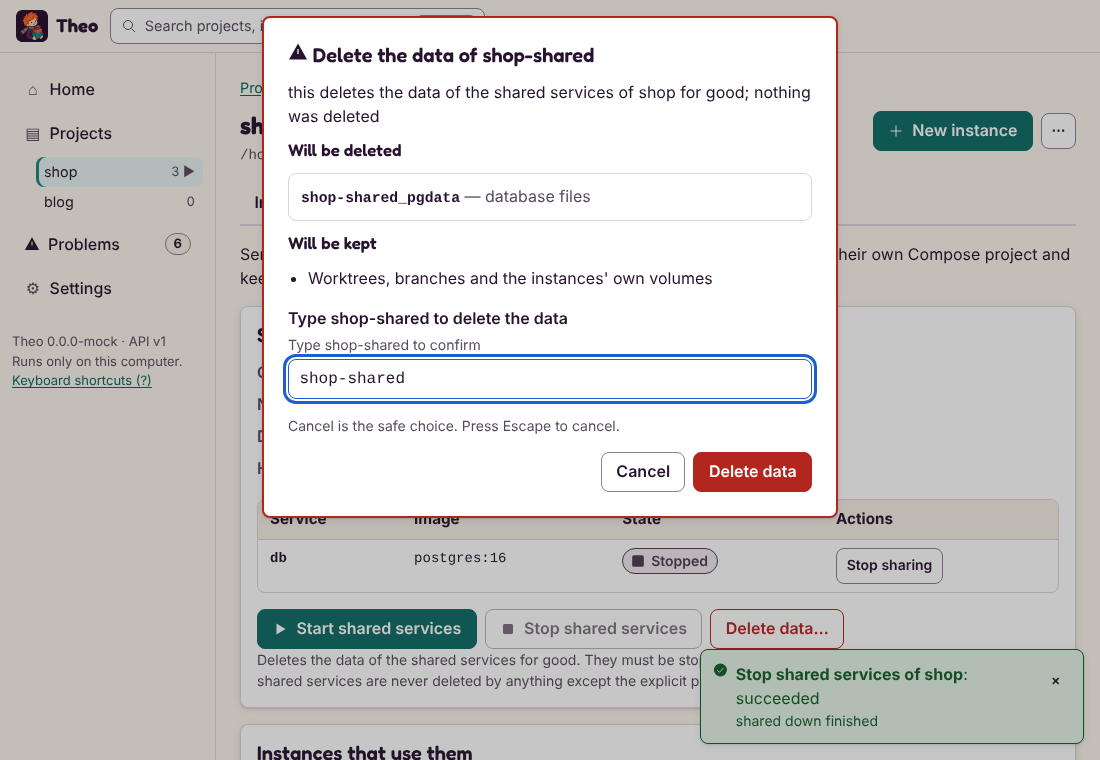 Theo
Search projects, i
Home
Projects
shop 3
blog 0
Problems 6
Settings
Theo 0.0.0-mock · API v1
Runs only on this computer.
Keyboard shortcuts (?)
+ New instance
...
Delete the data of shop-shared
this deletes the data of the shared services of shop for good; nothing
was deleted
Will be deleted
shop-shared_pgdata — database files
Will be kept
• Worktrees, branches and the instances' own volumes
Type shop-shared to delete the data
Type shop-shared to confirm
shop-shared
Cancel is the safe choice. Press Escape to cancel.
Cancel Delete data
their own Compose project and
Service Image State Actions
db postgres:16 Stopped Stop sharing
Start shared services Stop shared services Delete data...
Deletes the data of the shared services for good. They must be sto
shared services are never deleted by anything except the explicit p
Stop shared services of shop: ×
succeeded
shared down finished
Instances that use them